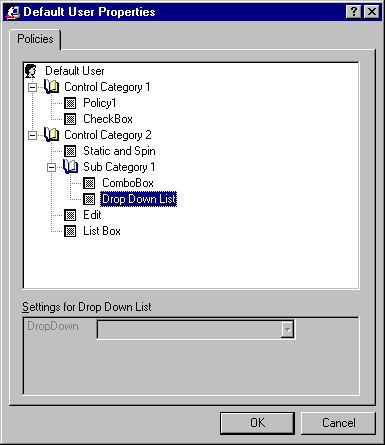 Default User Properties
Policies
Default User
Control Category 1
Policy1
CheckBox
Control Category 2
Static and Spin
Sub Category 1
ComboBox
Drop Down List
Edit
List Box
Settings for Drop Down List
DropDown
OK
Cancel